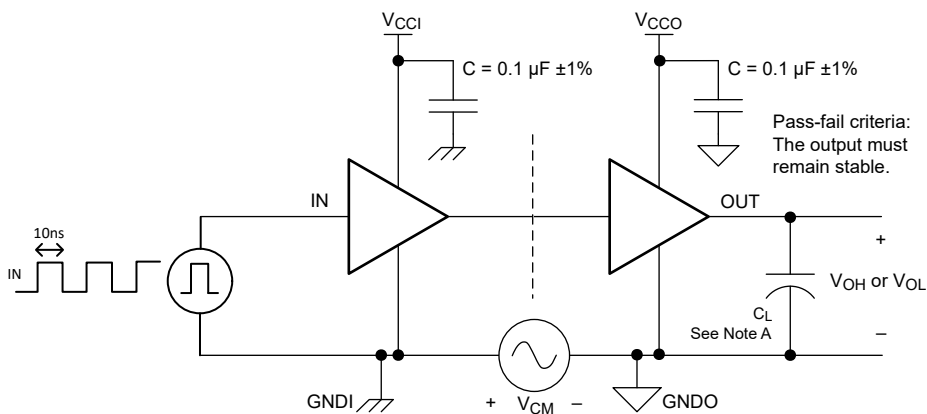 VCCI
VCCO
C = 0.1 µF ±1%
C = 0.1 µF ±1%
Pass-fail criteria:
The output must
remain stable.
IN
OUT
10ns
IN
+
VOH or VOL
CL
See Note A
–
GNDI
+ VCM –
GNDO